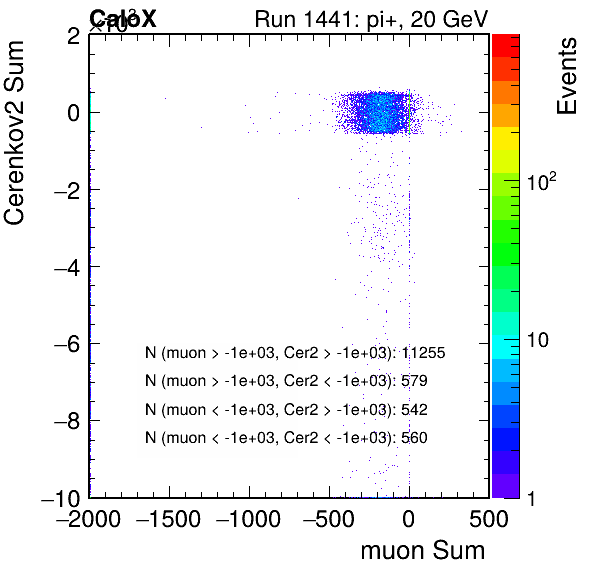 CaloX
×10³
Run 1441: pi+, 20 GeV
Cerenkov2 Sum
Events
2
0
−2
−4
−6
−8
−10
10²
10
1
N (muon > -1e+03, Cer2 > -1e+03): 11255
N (muon > -1e+03, Cer2 < -1e+03): 579
N (muon < -1e+03, Cer2 > -1e+03): 542
N (muon < -1e+03, Cer2 < -1e+03): 560
−2000 −1500 −1000 −500 0 500
muon Sum